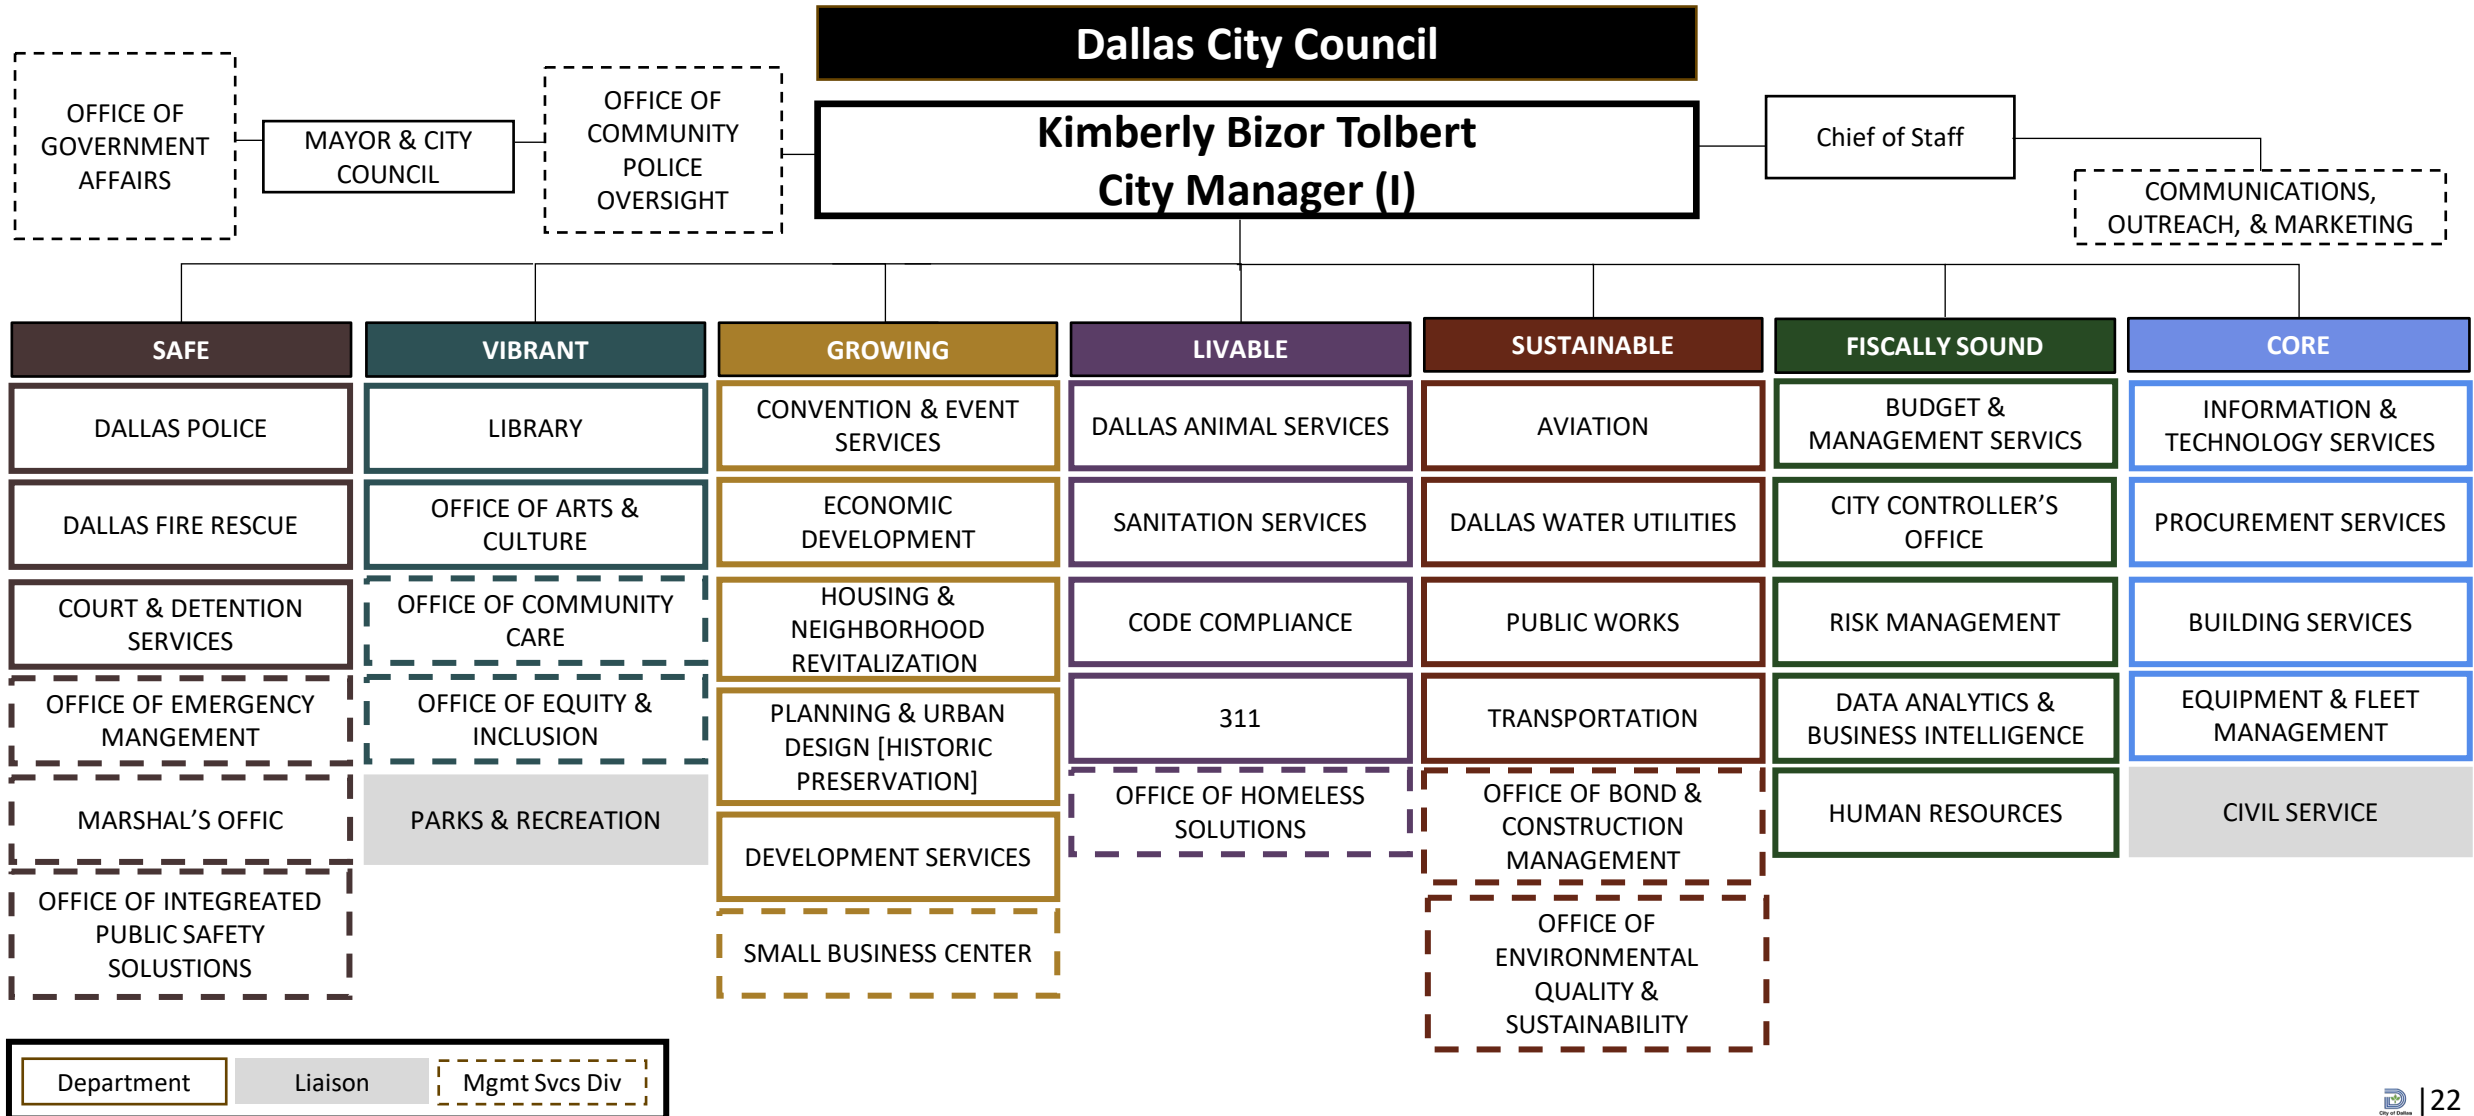 Dallas City Council
OFFICE OF
GOVERNMENT
AFFAIRS
MAYOR & CITY
COUNCIL
OFFICE OF
COMMUNITY
POLICE
OVERSIGHT
Kimberly Bizor Tolbert
City Manager (I)
Chief of Staff
COMMUNICATIONS,
OUTREACH, & MARKETING
SAFE
DALLAS POLICE
DALLAS FIRE RESCUE
COURT & DETENTION
SERVICES
OFFICE OF EMERGENCY
MANGEMENT
MARSHAL'S OFFIC
OFFICE OF INTEGREATED
PUBLIC SAFETY
SOLUSTIONS
VIBRANT
LIBRARY
OFFICE OF ARTS &
CULTURE
OFFICE OF COMMUNITY
CARE
OFFICE OF EQUITY &
INCLUSION
PARKS & RECREATION
GROWING
CONVENTION & EVENT
SERVICES
ECONOMIC
DEVELOPMENT
HOUSING &
NEIGHBORHOOD
REVITALIZATION
PLANNING & URBAN
DESIGN [HISTORIC
PRESERVATION]
DEVELOPMENT SERVICES
SMALL BUSINESS CENTER
LIVABLE
DALLAS ANIMAL SERVICES
SANITATION SERVICES
CODE COMPLIANCE
311
OFFICE OF HOMELESS
SOLUTIONS
SUSTAINABLE
AVIATION
DALLAS WATER UTILITIES
PUBLIC WORKS
TRANSPORTATION
OFFICE OF BOND &
CONSTRUCTION
MANAGEMENT
OFFICE OF
ENVIRONMENTAL
QUALITY &
SUSTAINABILITY
FISCALLY SOUND
BUDGET &
MANAGEMENT SERVICS
CITY CONTROLLER'S
OFFICE
RISK MANAGEMENT
DATA ANALYTICS &
BUSINESS INTELLIGENCE
HUMAN RESOURCES
CORE
INFORMATION &
TECHNOLOGY SERVICES
PROCUREMENT SERVICES
BUILDING SERVICES
EQUIPMENT & FLEET
MANAGEMENT
CIVIL SERVICE
Department
Liaison
Mgmt Svcs Div
City of Dallas
|22